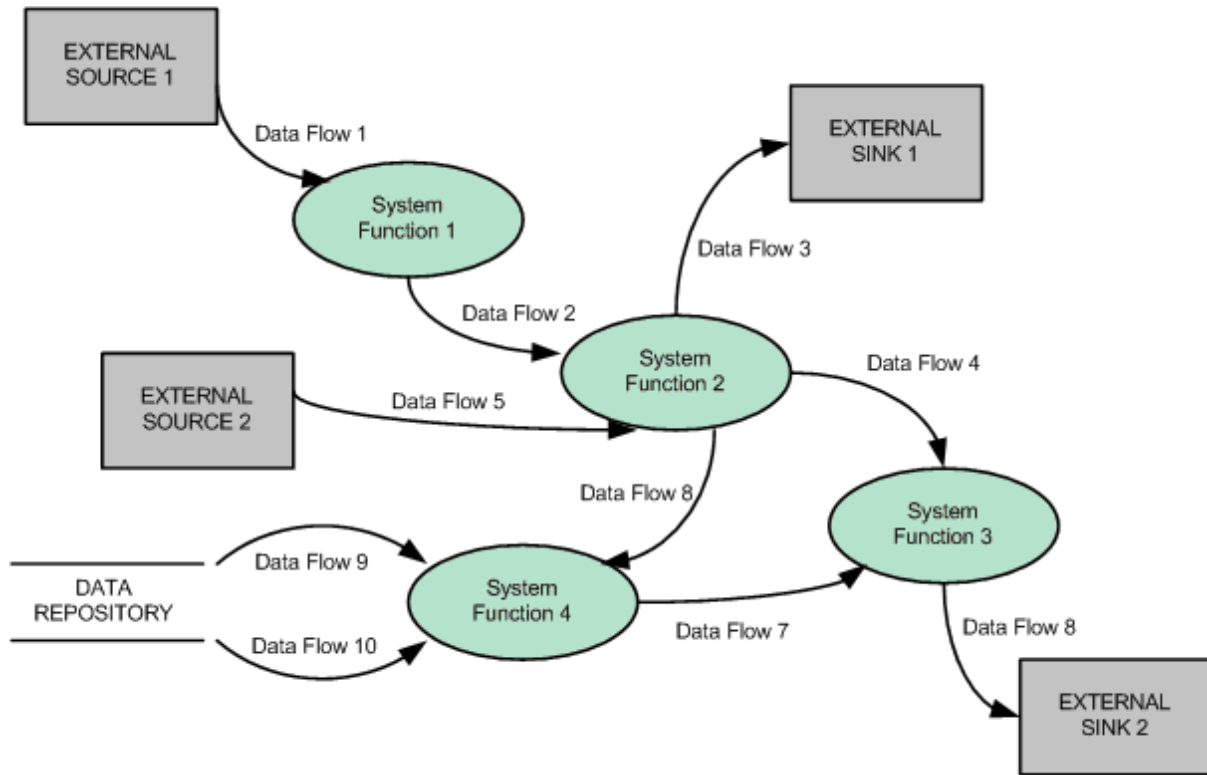 EXTERNAL
SOURCE 1
Data Flow 1
EXTERNAL
SINK 1
System
Function 1
Data Flow 3
Data Flow 2
System
Function 2
Data Flow 4
EXTERNAL
SOURCE 2
Data Flow 5
Data Flow 8
System
Function 3
Data Flow 9
DATA
REPOSITORY
System
Function 4
Data Flow 7
Data Flow 8
Data Flow 10
EXTERNAL
SINK 2